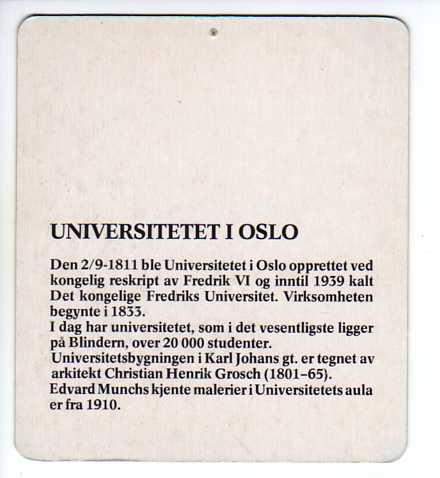 UNIVERSITETET I OSLO
Den 2/9-1811 ble Universitetet i Oslo opprettet ved
kongelig reskript av Fredrik VI og inntil 1939 kalt
Det kongelige Fredriks Universitet. Virksomheten
begynte i 1833.
I dag har universitetet, som i det vesentligste ligger
på Blindern, over 20 000 studenter.
Universitetsbygningen i Karl Johans gt. er tegnet av
arkitekt Christian Henrik Grosch (1801–65).
Edvard Munchs kjente malerier i Universitetets aula
er fra 1910.